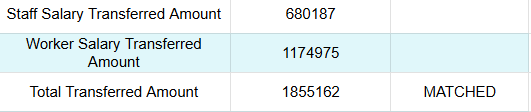 Staff Salary Transferred Amount 680187
Worker Salary Transferred
Amount 1174975
Total Transferred Amount 1855162 MATCHED